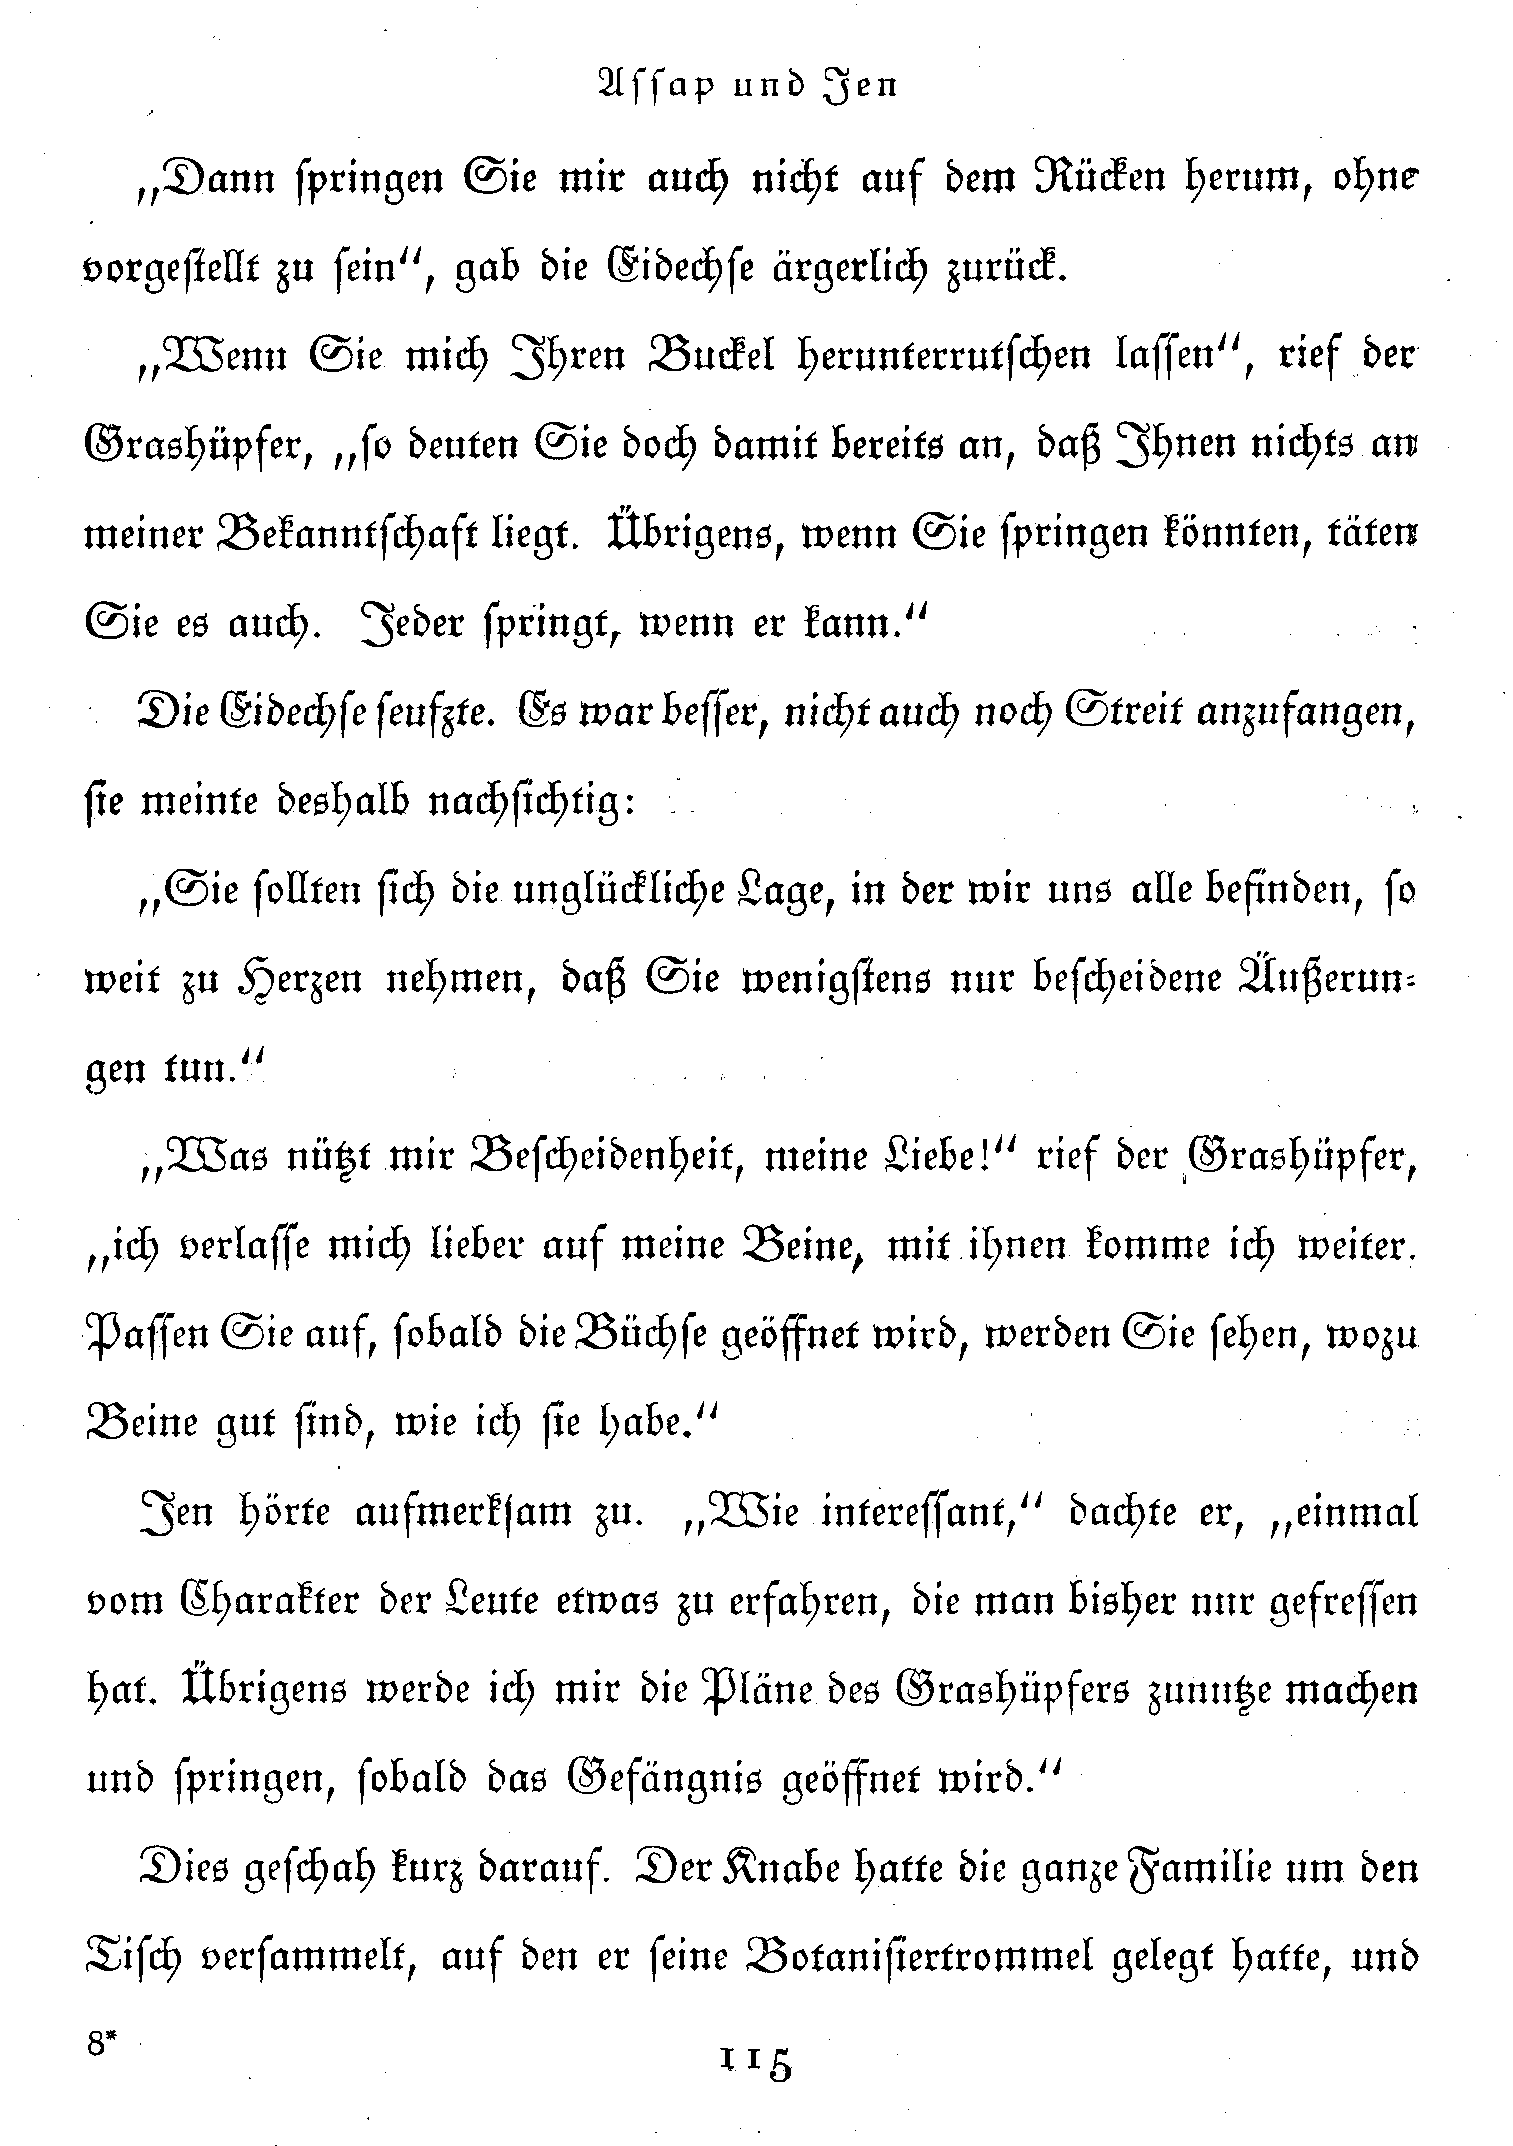 Assap und Jen
„Dann springen Sie mir auch nicht auf dem Rücken herum, ohne
vorgestellt zu sein“, gab die Eidechse ärgerlich zurück.
„Wenn Sie mich Ihren Buckel herunterrutschen lassen“, rief der
Grashüpfer, „so deuten Sie doch damit bereits an, daß Ihnen nichts an
meiner Bekanntschaft liegt. Übrigens, wenn Sie springen könnten, täten
Sie es auch. Jeder springt, wenn er kann.“
Die Eidechse seufzte. Es war besser, nicht auch noch Streit anzufangen,
sie meinte deshalb nachsichtig:
„Sie sollten sich die unglückliche Lage, in der wir uns alle befinden, so
weit zu Herzen nehmen, daß Sie wenigstens nur bescheidene Äußerun-
gen tun.“
„Was nützt mir Bescheidenheit, meine Liebe!“ rief der Grashüpfer,
„ich verlasse mich lieber auf meine Beine, mit ihnen komme ich weiter.
Passen Sie auf, sobald die Büchse geöffnet wird, werden Sie sehen, wozu
Beine gut sind, wie ich sie habe.“
Jen hörte aufmerksam zu. „Wie interessant,“ dachte er, „einmal
vom Charakter der Leute etwas zu erfahren, die man bisher nur gefressen
hat. Übrigens werde ich mir die Pläne des Grashüpfers zunutze machen
und springen, sobald das Gefängnis geöffnet wird.“
Dies geschah kurz darauf. Der Knabe hatte die ganze Familie um den
Tisch versammelt, auf den er seine Botanisiertrommel gelegt hatte, und
8*
115